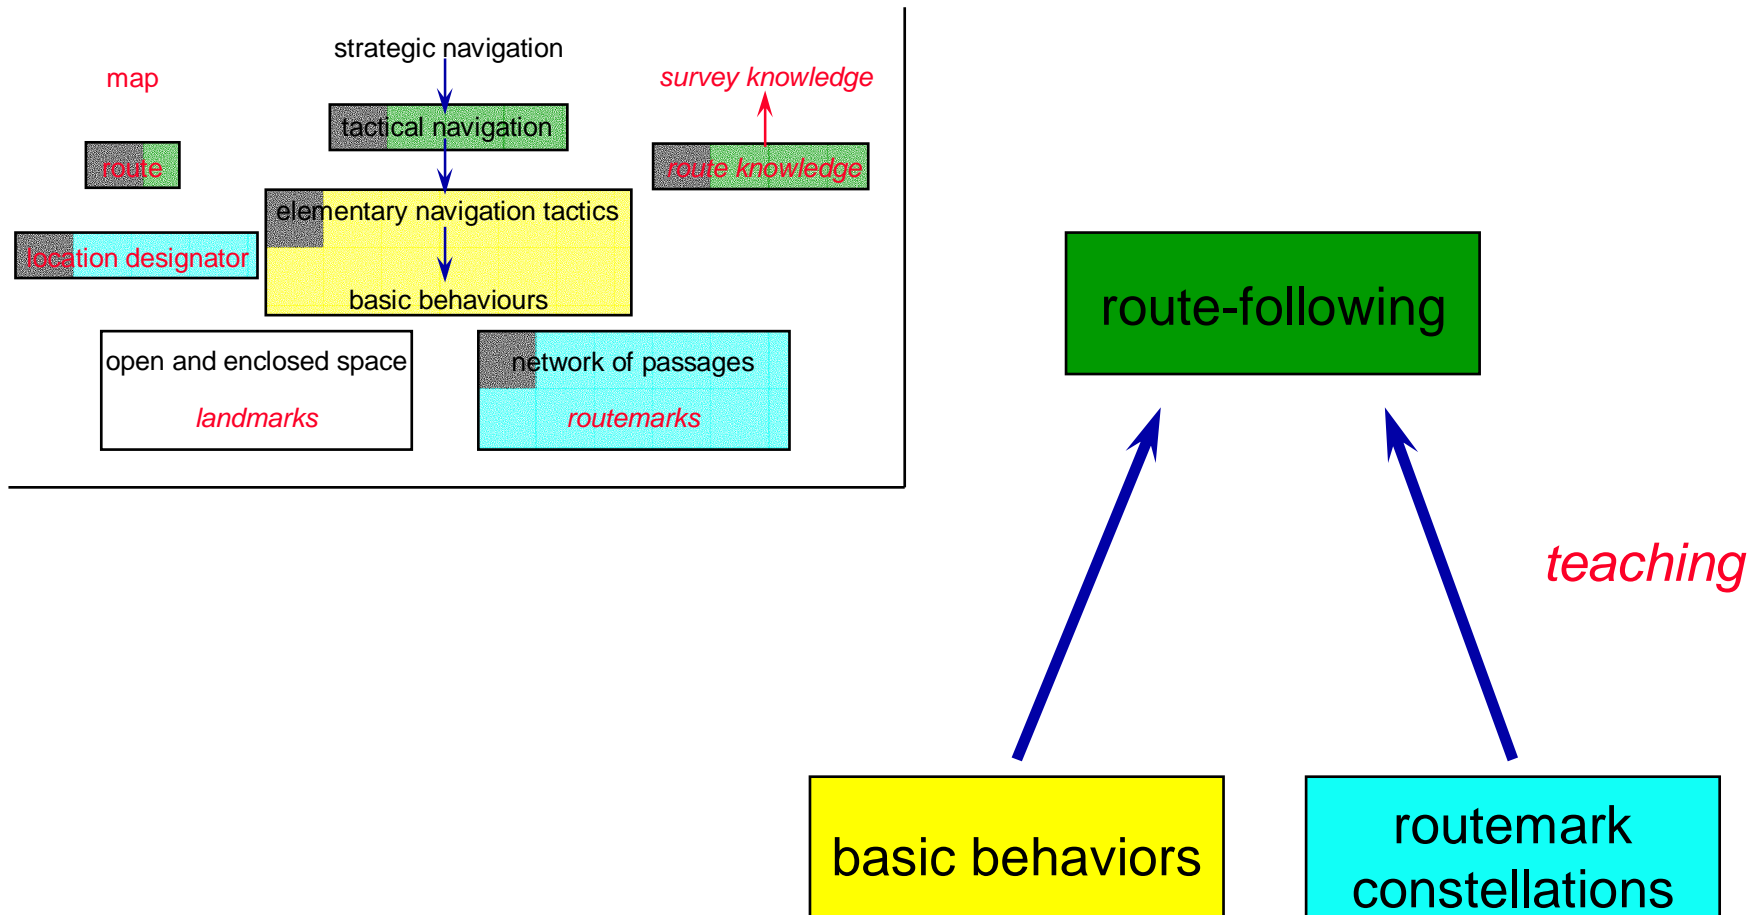 strategic navigation
map
survey knowledge
tactical navigation
route
route knowledge
elementary navigation tactics
location designator
basic behaviours
open and enclosed space
landmarks
network of passages
routemarks
route-following
teaching
basic behaviors
routemark
constellations